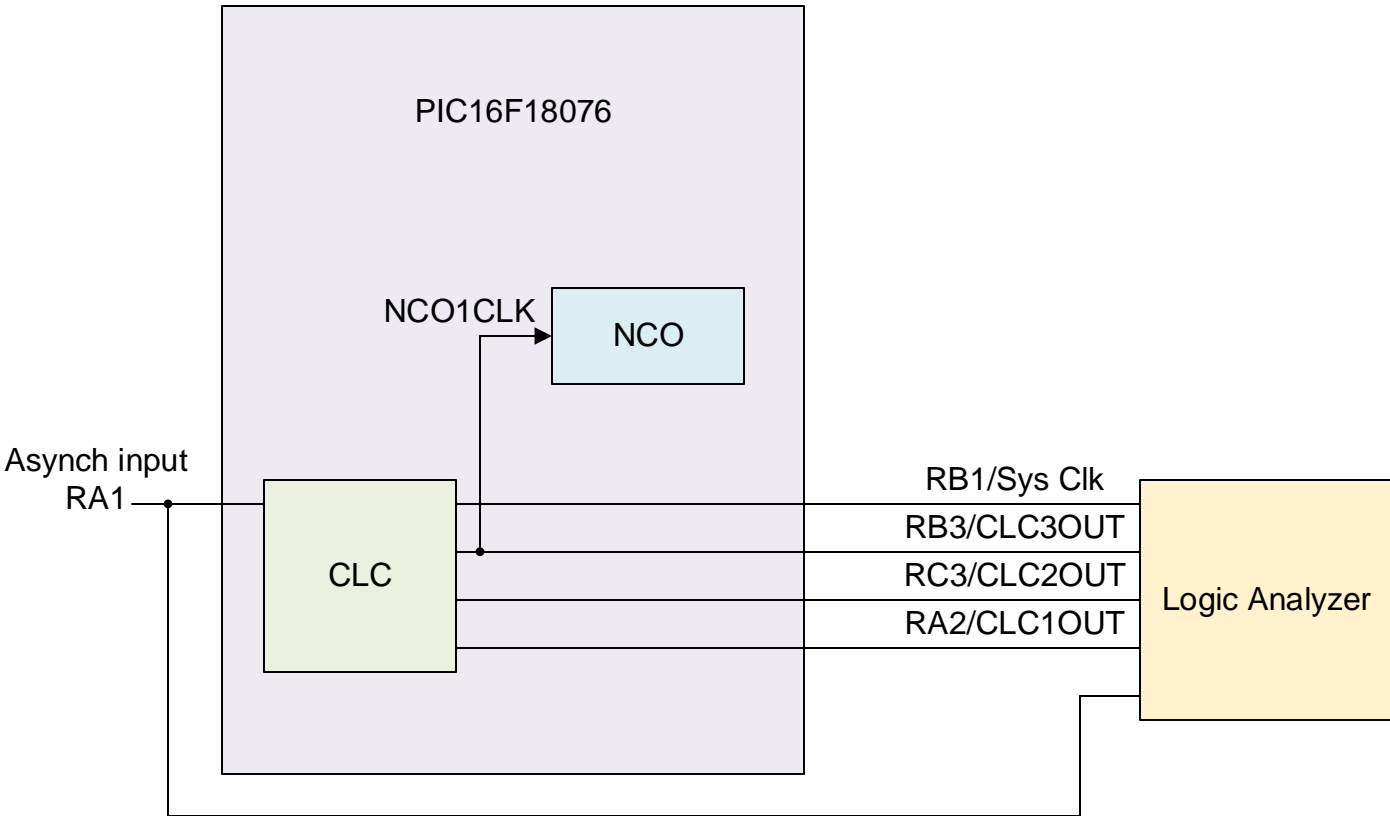 PIC16F18076
NCO1CLK
NCO
Asynch input
RA1
CLC
RB1/Sys Clk
RB3/CLC3OUT
RC3/CLC2OUT
RA2/CLC1OUT
Logic Analyzer